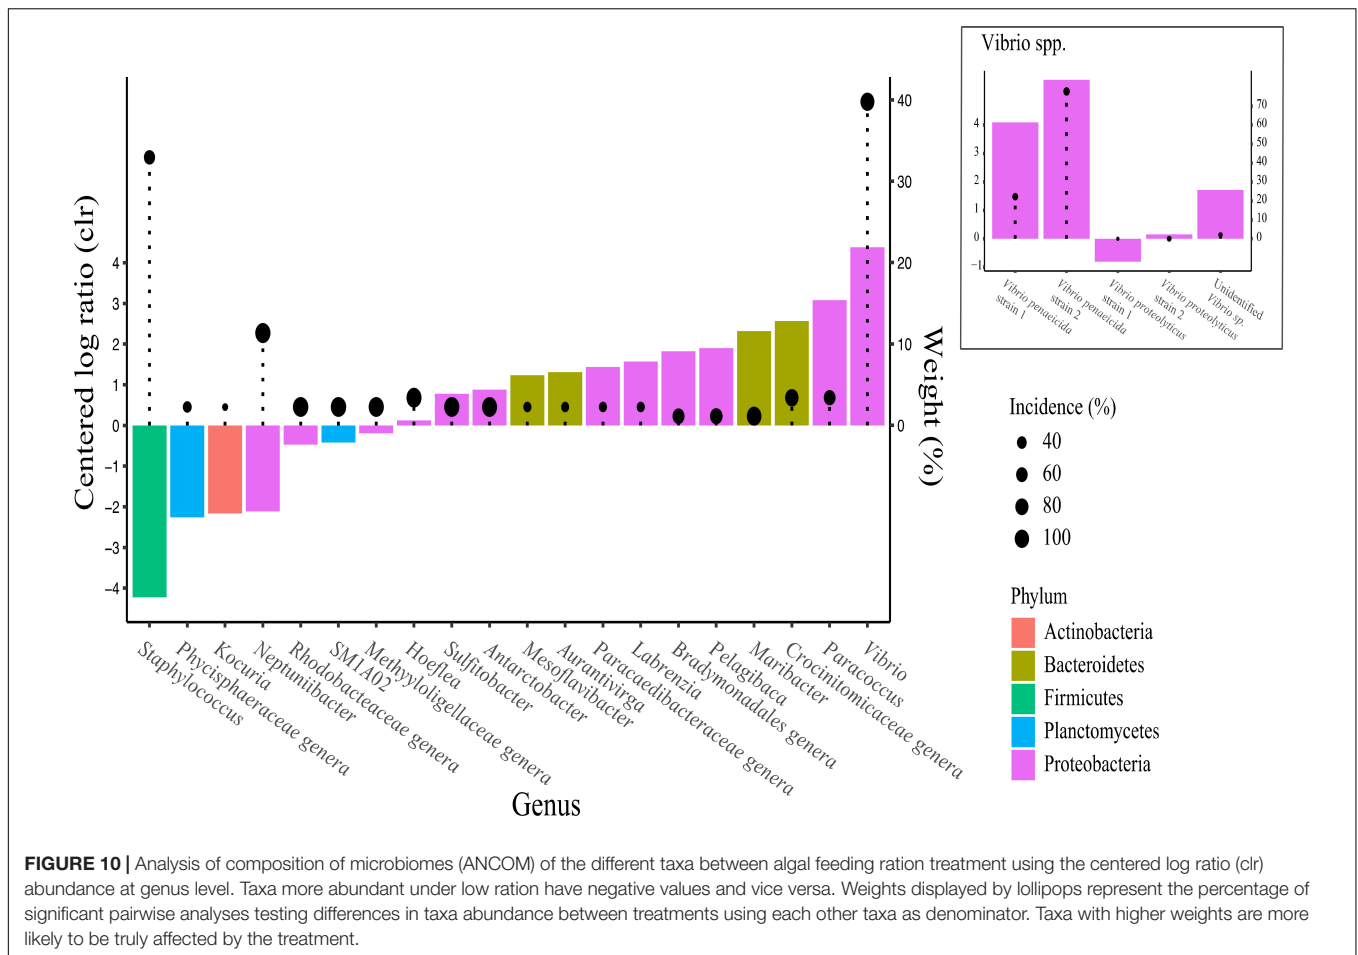 Vibrio spp.
4
3
2
1
0
−1
70
60
50
40
30
20
10
0
Vibrio penaeicida
strain 1
Vibrio penaeicida
strain 2
Vibrio proteolyticus
strain 1
Vibrio proteolyticus
strain 2
Unidentified
Vibrio sp.
Centered log ratio (clr)
4
3
2
1
0
−1
−2
−3
−4
40
30
20
10
0
Weight (%)
Staphylococcus
Phycisphaeraceae genera
Kocuria
Neptuniibacter
Rhodobacteaceae genera
SM1A02
Methyyloligellaceae genera
Hoeflea
Sulfitobacter
Antarctobacter
Mesoflavibacter
Aurantivirga
Paracaedibacteraceae genera
Labrenzia
Bradymonadales genera
Pelagibaca
Maribacter
Crocinitomicaceae genera
Paracoccus
Vibrio
Genus
Incidence (%)
40
60
80
100
Phylum
Actinobacteria
Bacteroidetes
Firmicutes
Planctomycetes
Proteobacteria
FIGURE 10 | Analysis of composition of microbiomes (ANCOM) of the different taxa between algal feeding ration treatment using the centered log ratio (clr)
abundance at genus level. Taxa more abundant under low ration have negative values and vice versa. Weights displayed by lollipops represent the percentage of
significant pairwise analyses testing differences in taxa abundance between treatments using each other taxa as denominator. Taxa with higher weights are more
likely to be truly affected by the treatment.